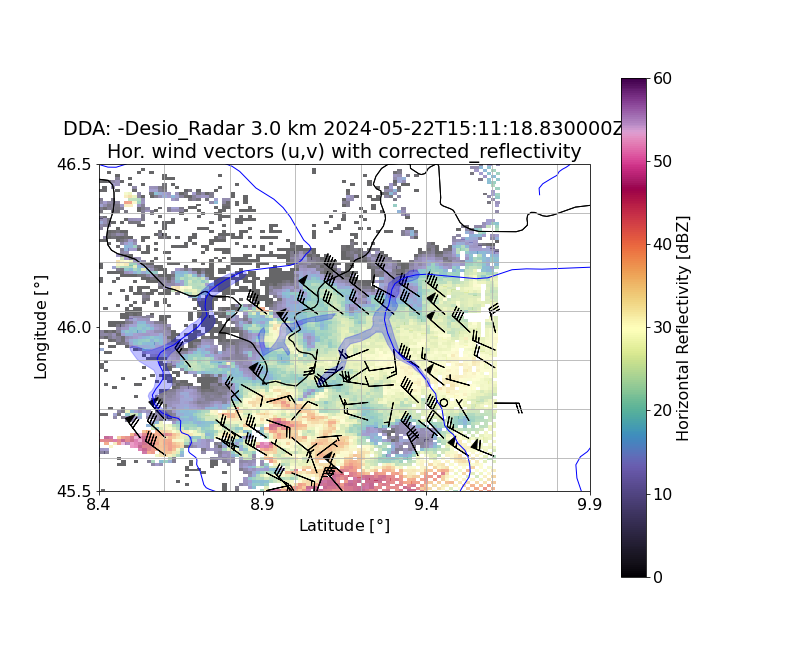 DDA: -Desio_Radar 3.0 km 2024-05-22T15:11:18.830000Z
Hor. wind vectors (u,v) with corrected_reflectivity
46.5
46.0
45.5
8.4
8.9
9.4
9.9
Longitude [°]
Latitude [°]
60
50
40
30
20
10
0
Horizontal Reflectivity [dBZ]